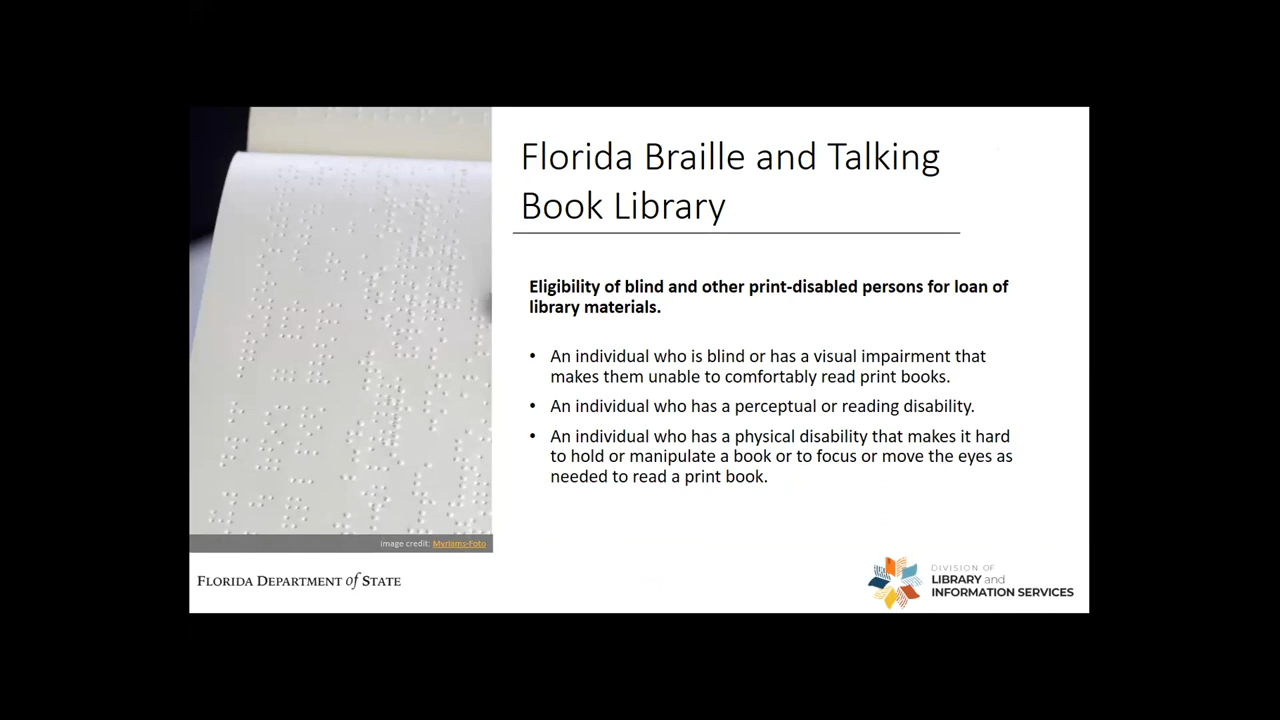 Florida Braille and Talking
Book Library
Eligibility of blind and other print-disabled persons for loan of
library materials.
• An individual who is blind or has a visual impairment that
makes them unable to comfortably read print books.
• An individual who has a perceptual or reading disability.
• An individual who has a physical disability that makes it hard
to hold or manipulate a book or to focus or move the eyes as
needed to read a print book.
Image credit: Myriams-Foto
FLORIDA DEPARTMENT of STATE
DIVISION OF
LIBRARY and
INFORMATION SERVICES